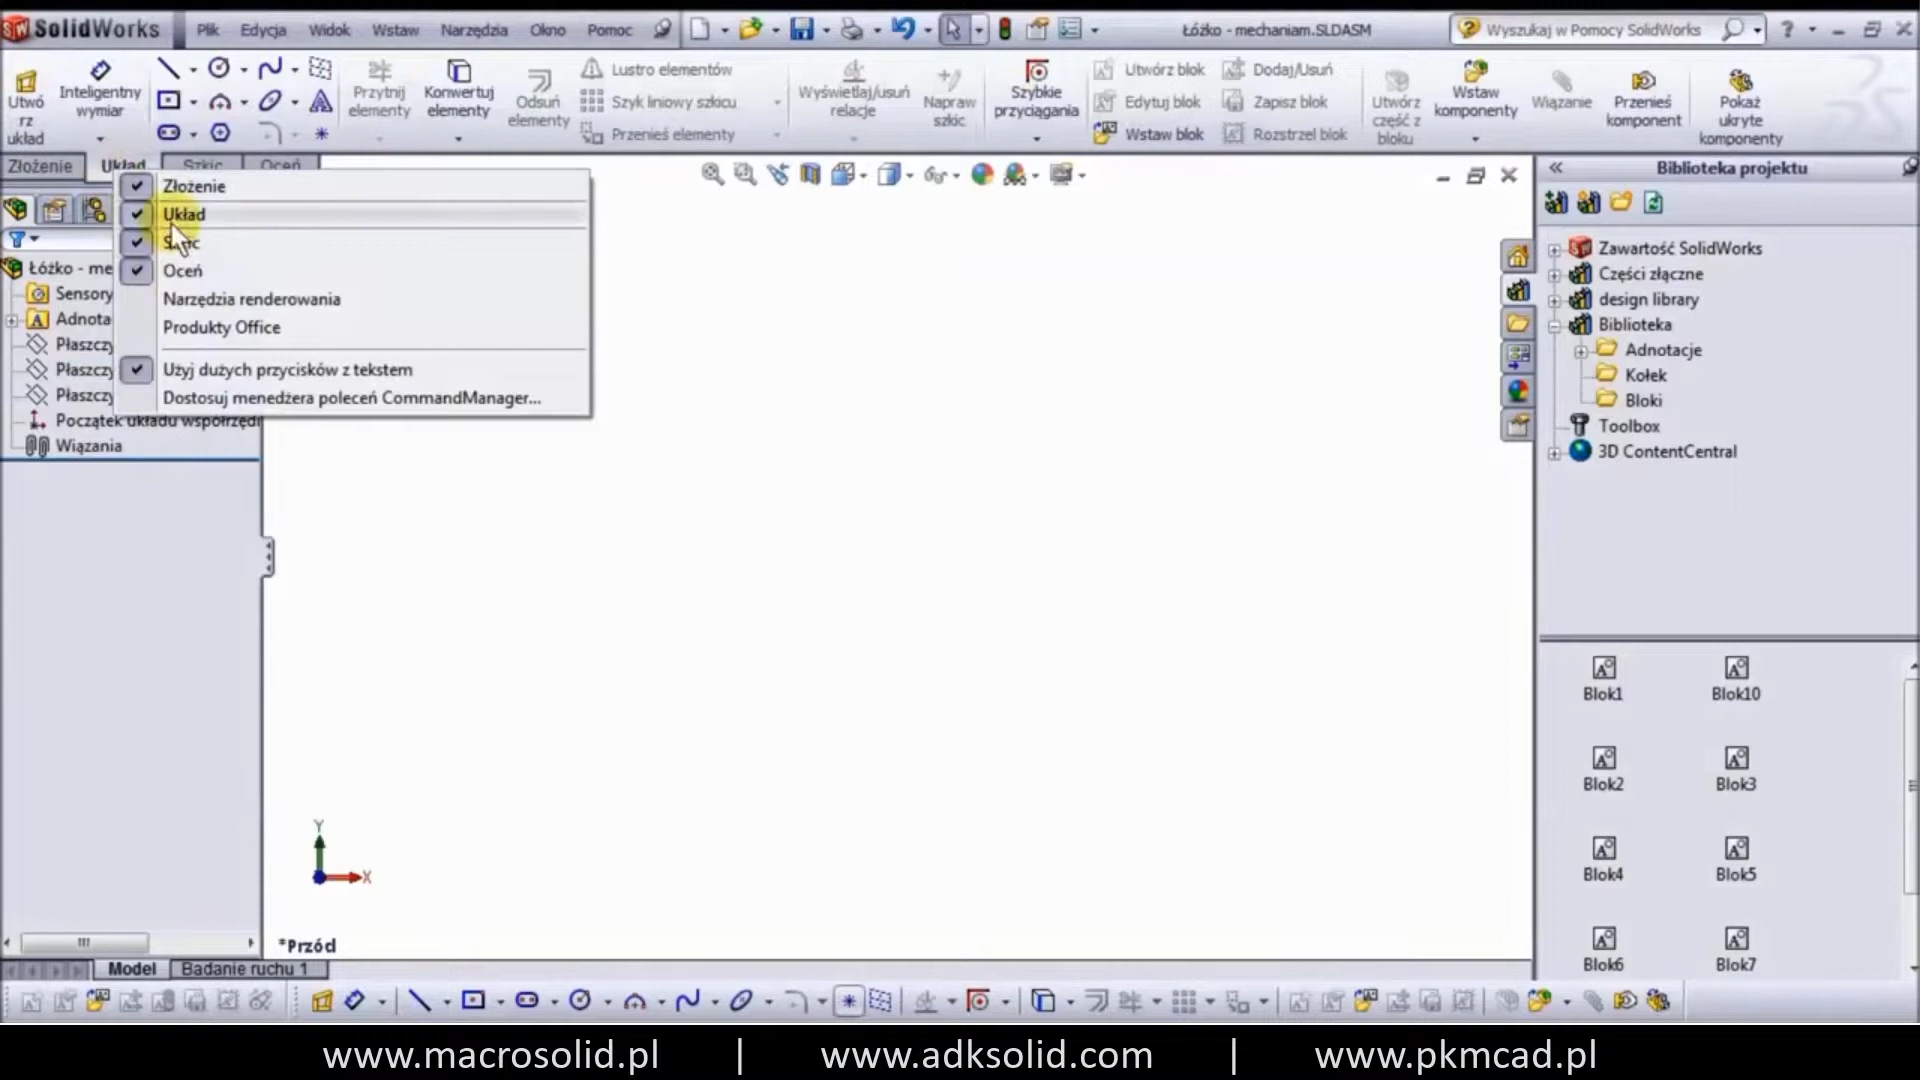 SolidWorks Plik Edycja Widok Wstaw Narzędzia Okno Pomoc Łóżko - mechaniam.SLDASM Wyszukaj w Pomocy SolidWorks
Utwó
rz
układ
Inteligentny
wymiar
Przytnij
elementy
Konwertuj
elementy
Odsuń
elementy
Lustro elementów
Szyk liniowy szkicu
Przenieś elementy
Wyświetlaj/usuń
relacje
Napraw
szkic
Szybkie
przyciągania
Utwórz blok
Edytuj blok
Wstaw blok
Dodaj/Usuń
Zapisz blok
Rozstrzel blok
Utwórz
część z
bloku
Wstaw
komponenty
Wiązanie
Przenieś
komponent
Pokaż
ukryte
komponenty
Złożenie Układ Szkic Oceń
Złożenie
Układ
Oceń
Narzędzia renderowania
Produkty Office
Użyj dużych przycisków z tekstem
Dostosuj menedżera poleceń CommandManager...
Łóżko - me
Sensory
Adnota
Płaszczy
Płaszczy
Płaszczy
Początek układu współrzędn
Wiązania
Y
X
*Przód
Model Badanie ruchu 1
Biblioteka projektu
Zawartość SolidWorks
Części złączne
design library
Biblioteka
Adnotacje
Kołek
Bloki
Toolbox
3D ContentCentral
Blok1 Blok10
Blok2 Blok3
Blok4 Blok5
Blok6 Blok7
www.macrosolid.pl | www.adksolid.com | www.pkmcad.pl